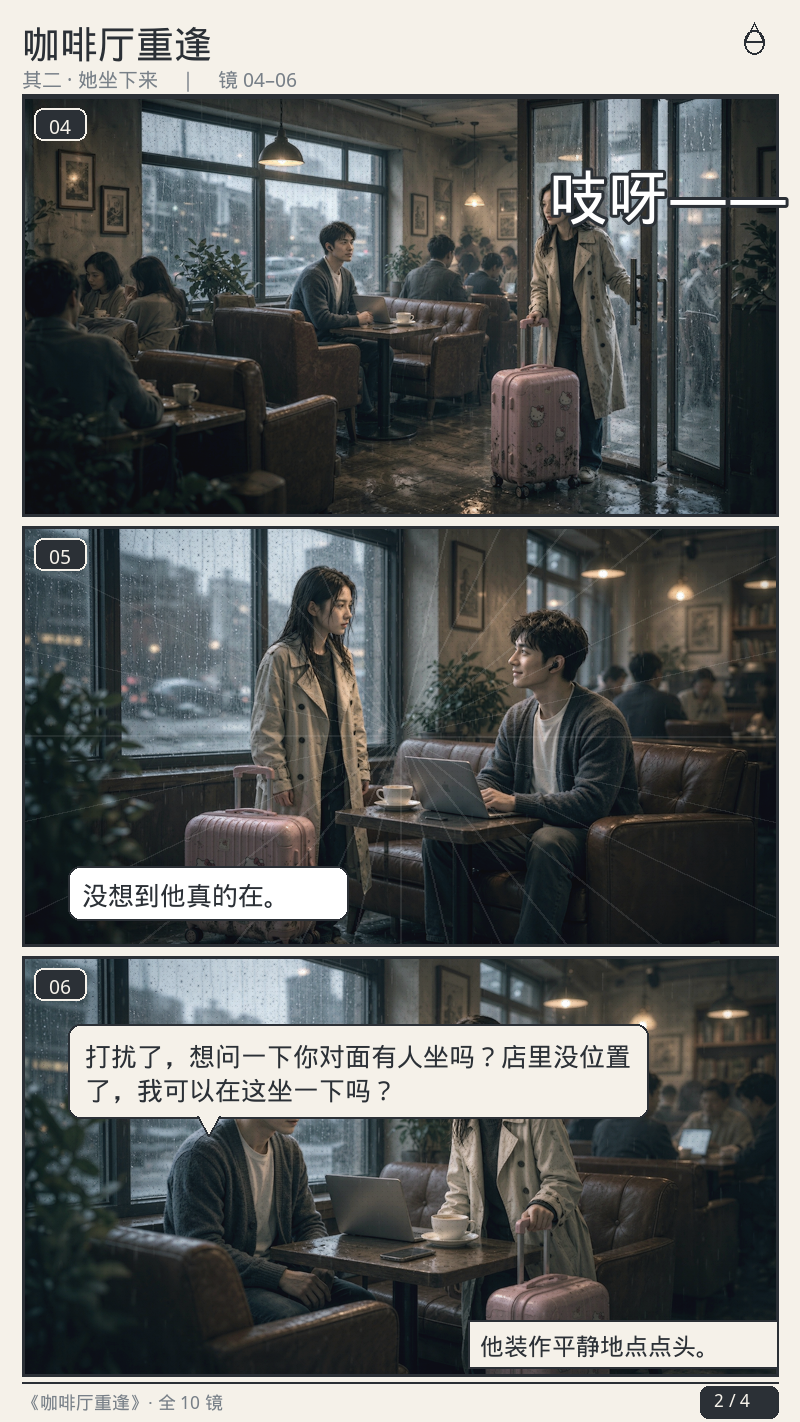 咖啡厅重逢
其二·她坐下来 | 镜 04–06
04
吱呀——
05
没想到他真的在。
06
打扰了，想问一下你对面有人坐吗？店里没位置
了，我可以在这坐一下吗？
他装作平静地点点头。
《咖啡厅重逢》· 全 10 镜
2 / 4